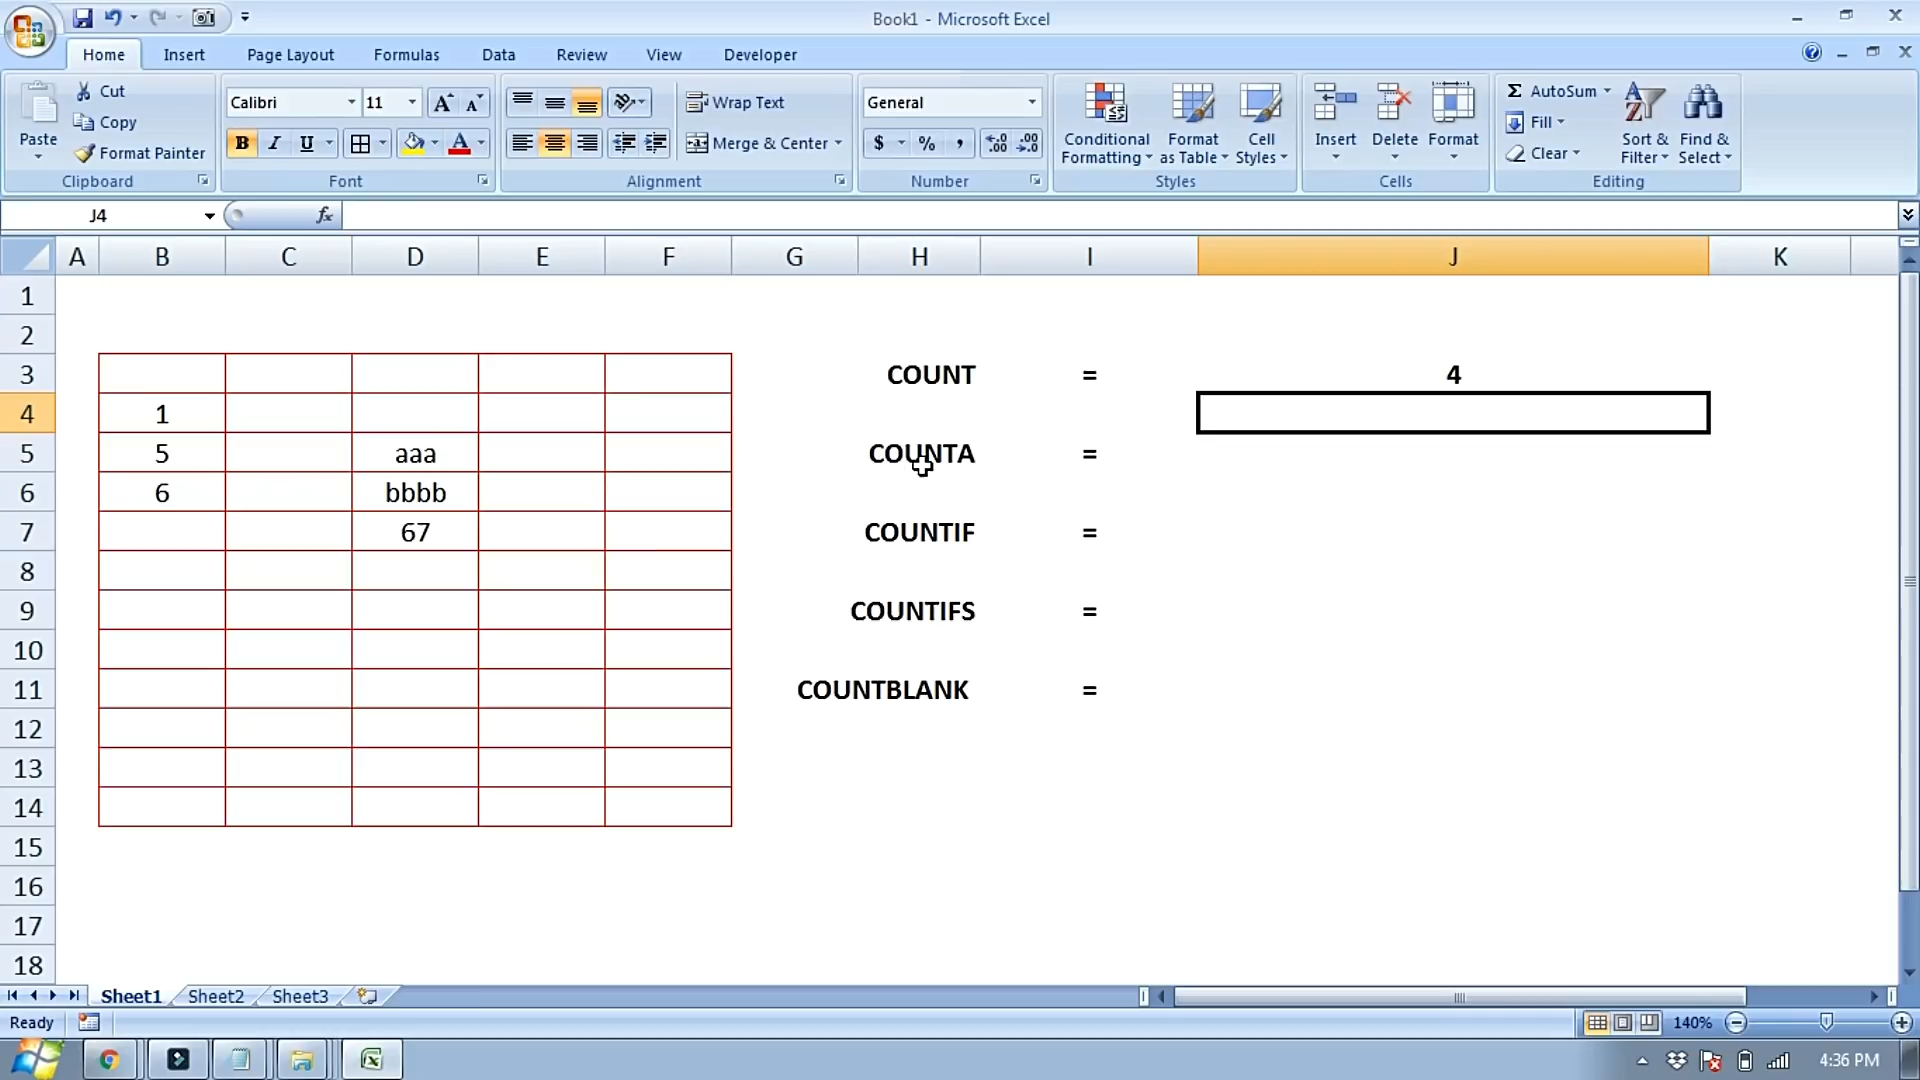 Book1 - Microsoft Excel
Home Insert Page Layout Formulas Data Review View Developer
Paste
Cut
Copy
Format Painter
Clipboard
Calibri 11
B I U
Font
Wrap Text
Merge & Center
Alignment
General
$ % ,
Number
Conditional Formatting
Format as Table
Cell Styles
Styles
Insert Delete Format
Cells
Σ AutoSum
Fill
Clear
Sort & Filter
Find & Select
Editing
J4 fx
A B C D E F G H I J K
1
2
3 COUNT = 4
4 1
5 5 aaa COUNTA =
6 6 bbbb
7 67 COUNTIF =
8
9 COUNTIFS =
10
11 COUNTBLANK =
12
13
14
15
16
17
18
Sheet1 Sheet2 Sheet3
Ready 140%
4:36 PM